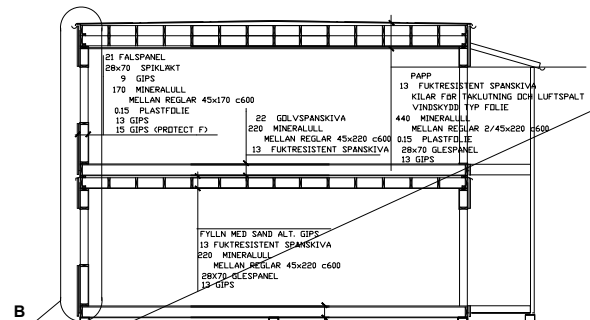 21 FALSPANEL
28x70 SPIKLÄKT
9 GIPS
170 MINERALULL
MELLAN REGLAR 45x170 c600
0.15 PLASTFOLIE
13 GIPS
15 GIPS (PROTECT F)
22 GOLVSPANSKIVA
220 MINERALULL
MELLAN REGLAR 45x220 c600
13 FUKTRESISTENT SPANSKIVA
PAPP
13 FUKTRESISTENT SPANSKIVA
KILAR FÖR TAKLUTNING OCH LUFTSPALT
VINDSKYDD TYP FOLIE
440 MINERALULL
MELLAN REGLAR 2/45x220 c600
0.15 PLASTFOLIE
28x70 GLESPANEL
13 GIPS
FYLLN MED SAND ALT. GIPS
13 FUKTRESISTENT SPANSKIVA
220 MINERALULL
MELLAN REGLAR 45x220 c600
28X70 GLESPANEL
13 GIPS
B